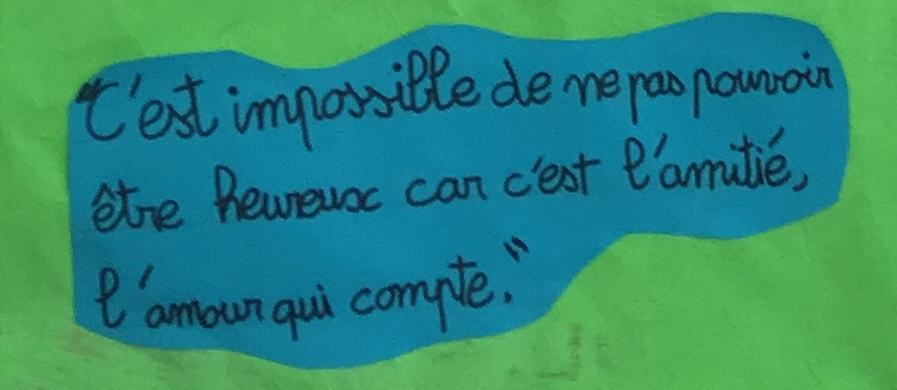 "C'est impossible de ne pas pouvoir
être heureux car c'est l'amitié,
l'amour qui compte."